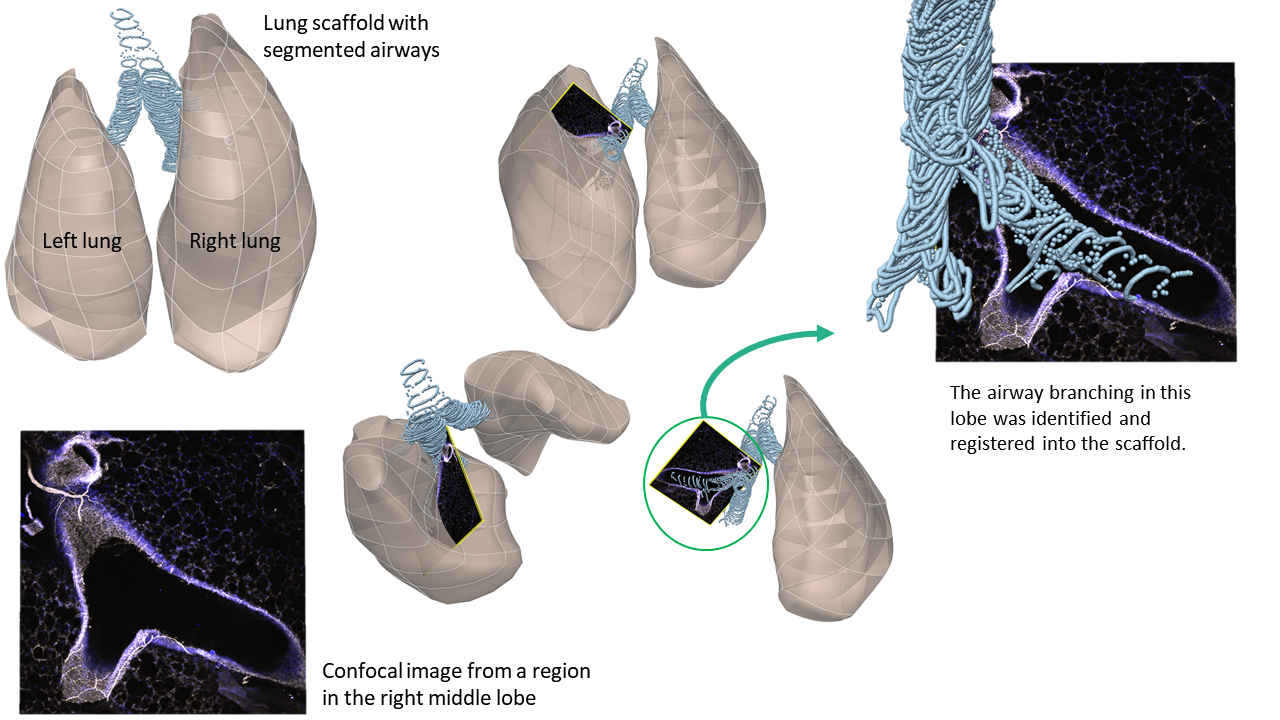 Lung scaffold with
segmented airways
Left lung
Right lung
The airway branching in this
lobe was identified and
registered into the scaffold.
Confocal image from a region
in the right middle lobe